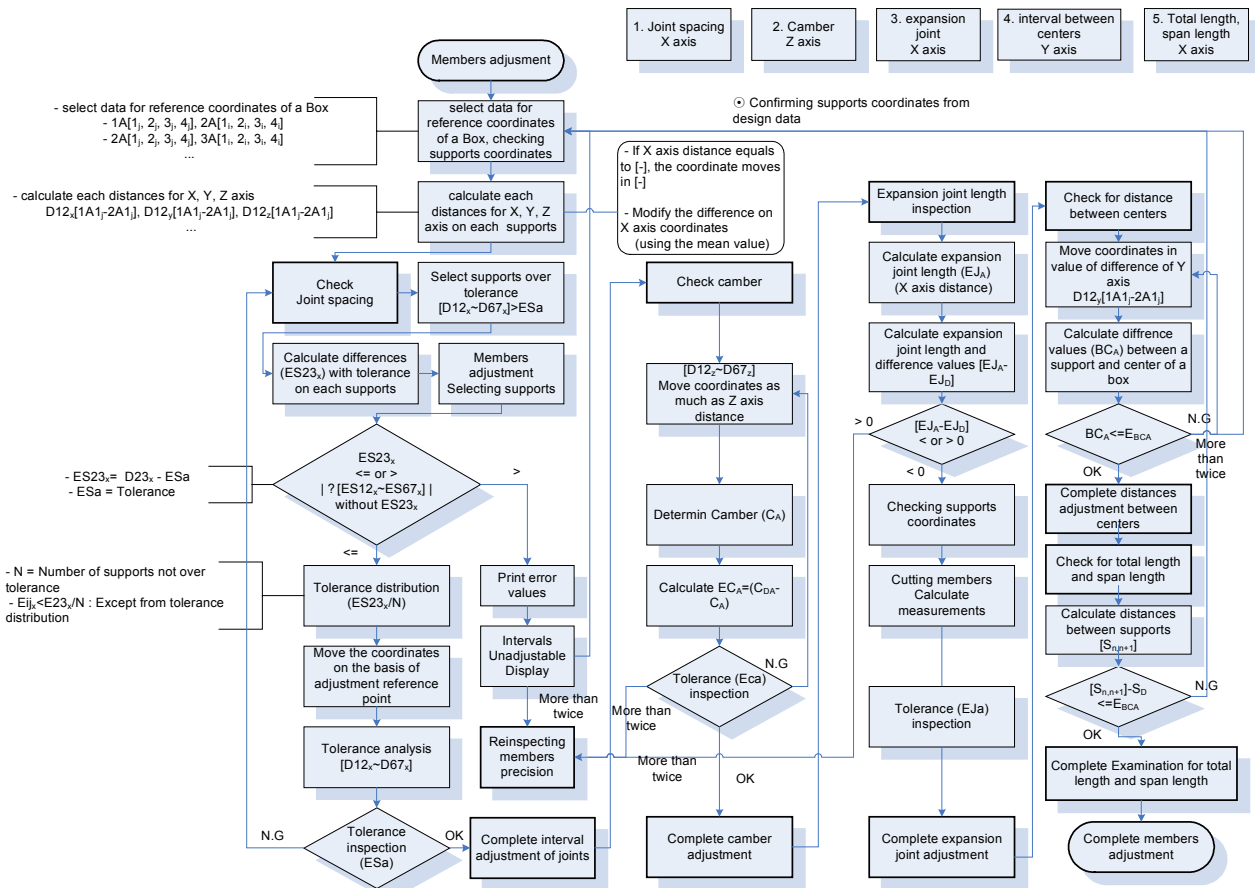 1. Joint spacing
X axis
2. Camber
Z axis
3. expansion
joint
X axis
4. interval between
centers
Y axis
5. Total length,
span length
X axis
Members adjusment
- select data for reference coordinates of a Box
- 1A[1j, 2j, 3j, 4j], 2A[1i, 2i, 3i, 4i]
- 2A[1j, 2j, 3j, 4j], 3A[1i, 2i, 3i, 4i]
...
select data for
reference coordinates
of a Box, checking
supports coordinates
⊙ Confirming supports coordinates from
design data
- calculate each distances for X, Y, Z axis
D12x[1A1j-2A1j], D12y[1A1j-2A1j], D12z[1A1j-2A1j]
...
calculate each
distances for X, Y, Z
axis on each supports
- If X axis distance equals
to [-], the coordinate moves
in [-]
- Modify the difference on
X axis coordinates
(using the mean value)
Check
Joint spacing
Select supports over
tolerance
[D12x~D67x]>ESa
Calculate differences
(ES23x) with tolerance
on each supports
Members
adjustment
Selecting supports
- ES23x= D23x - ESa
- ESa = Tolerance
ES23x
<= or >
| ? [ES12x~ES67x] |
without ES23x
>
<=
- N = Number of supports not over
tolerance
- Eijx<E23x/N : Except from tolerance
distribution
Tolerance distribution
(ES23x/N)
Move the coordinates
on the basis of
adjustment reference
point
Tolerance analysis
[D12x~D67x]
Tolerance
inspection
(ESa)
N.G
OK
Print error
values
Intervals
Unadjustable
Display
More than
twice
Reinspecting
members
precision
Complete interval
adjustment of joints
Check camber
[D12z~D67z]
Move coordinates as
much as Z axis
distance
Determin Camber (CA)
Calculate ECA=(CDA-
CA)
Tolerance (Eca)
inspection
N.G
More than
twice
More than
twice
OK
Complete camber
adjustment
Expansion joint length
inspection
Calculate expansion
joint length (EJA)
(X axis distance)
Calculate expansion
joint length and
difference values [EJA-
EJD]
[EJA-EJD]
< or > 0
> 0
< 0
Checking supports
coordinates
Cutting members
Calculate
measurements
Tolerance (EJa)
inspection
Complete expansion
joint adjustment
Check for distance
between centers
Move coordinates in
value of difference of Y
axis
D12y[1A1j-2A1j]
Calculate diffrence
values (BCA) between a
support and center of a
box
BCA<=EBCA
N.G
More
than
twice
OK
Complete distances
adjustment between
centers
Check for total length
and span length
Calculate distances
between supports
[Sn,n+1]
[Sn,n+1]-SD
<=EBCA
N.G
OK
Complete Examination for total
length and span length
Complete members
adjustment